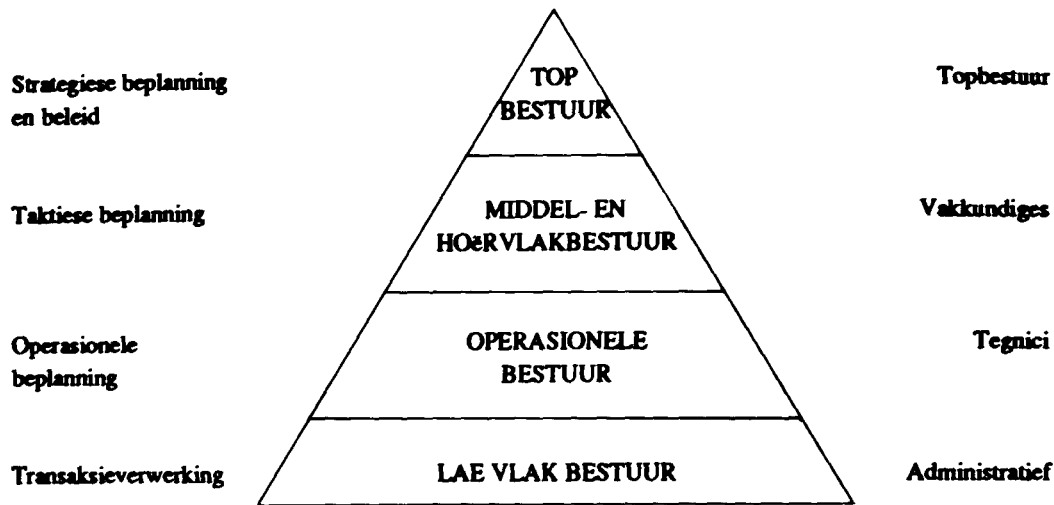 Strategiese beplanning
en beleid
TOP
BESTUUR
Topbestuur
Taktiese beplanning
MIDDEL- EN
HOëRVLAKBESTUUR
Vakkundiges
Operasionele
beplanning
OPERASIONELE
BESTUUR
Tegnici
Transaksieverwerking
LAE VLAK BESTUUR
Administratief